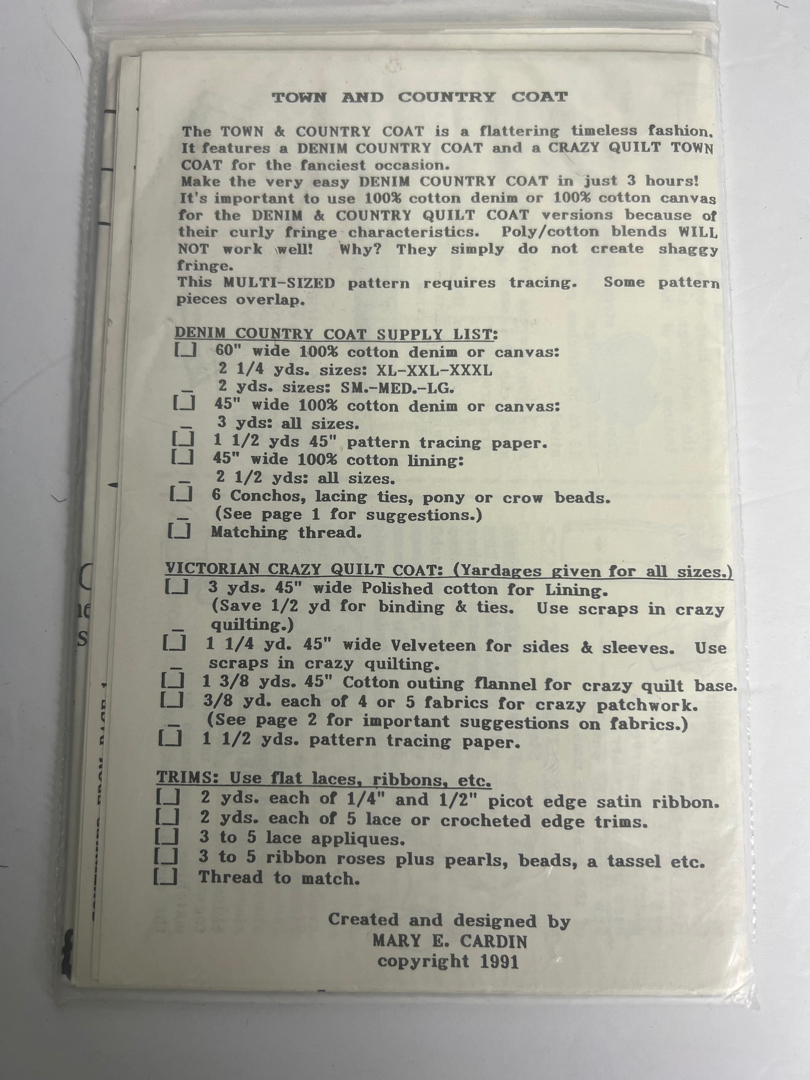 TOWN AND COUNTRY COAT
The TOWN & COUNTRY COAT is a flattering timeless fashion.
It features a DENIM COUNTRY COAT and a CRAZY QUILT TOWN
COAT for the fanciest occasion.
Make the very easy DENIM COUNTRY COAT in just 3 hours!
It's important to use 100% cotton denim or 100% cotton canvas
for the DENIM & COUNTRY QUILT COAT versions because of
their curly fringe characteristics. Poly/cotton blends WILL
NOT work well! Why? They simply do not create shaggy
fringe.
This MULTI-SIZED pattern requires tracing. Some pattern
pieces overlap.
DENIM COUNTRY COAT SUPPLY LIST:
[_] 60" wide 100% cotton denim or canvas:
2 1/4 yds. sizes: XL-XXL-XXXL
2 yds. sizes: SM.-MED.-LG.
[_] 45" wide 100% cotton denim or canvas:
3 yds: all sizes.
[_] 1 1/2 yds 45" pattern tracing paper.
[_] 45" wide 100% cotton lining:
2 1/2 yds: all sizes.
[_] 6 Conchos, lacing ties, pony or crow beads.
(See page 1 for suggestions.)
[_] Matching thread.
VICTORIAN CRAZY QUILT COAT: (Yardages given for all sizes.)
[_] 3 yds. 45" wide Polished cotton for Lining.
(Save 1/2 yd for binding & ties. Use scraps in crazy
quilting.)
[_] 1 1/4 yd. 45" wide Velveteen for sides & sleeves. Use
scraps in crazy quilting.
[_] 1 3/8 yds. 45" Cotton outing flannel for crazy quilt base.
[_] 3/8 yd. each of 4 or 5 fabrics for crazy patchwork.
(See page 2 for important suggestions on fabrics.)
[_] 1 1/2 yds. pattern tracing paper.
TRIMS: Use flat laces, ribbons, etc.
[_] 2 yds. each of 1/4" and 1/2" picot edge satin ribbon.
[_] 2 yds. each of 5 lace or crocheted edge trims.
[_] 3 to 5 lace appliques.
[_] 3 to 5 ribbon roses plus pearls, beads, a tassel etc.
[_] Thread to match.
Created and designed by
MARY E. CARDIN
copyright 1991